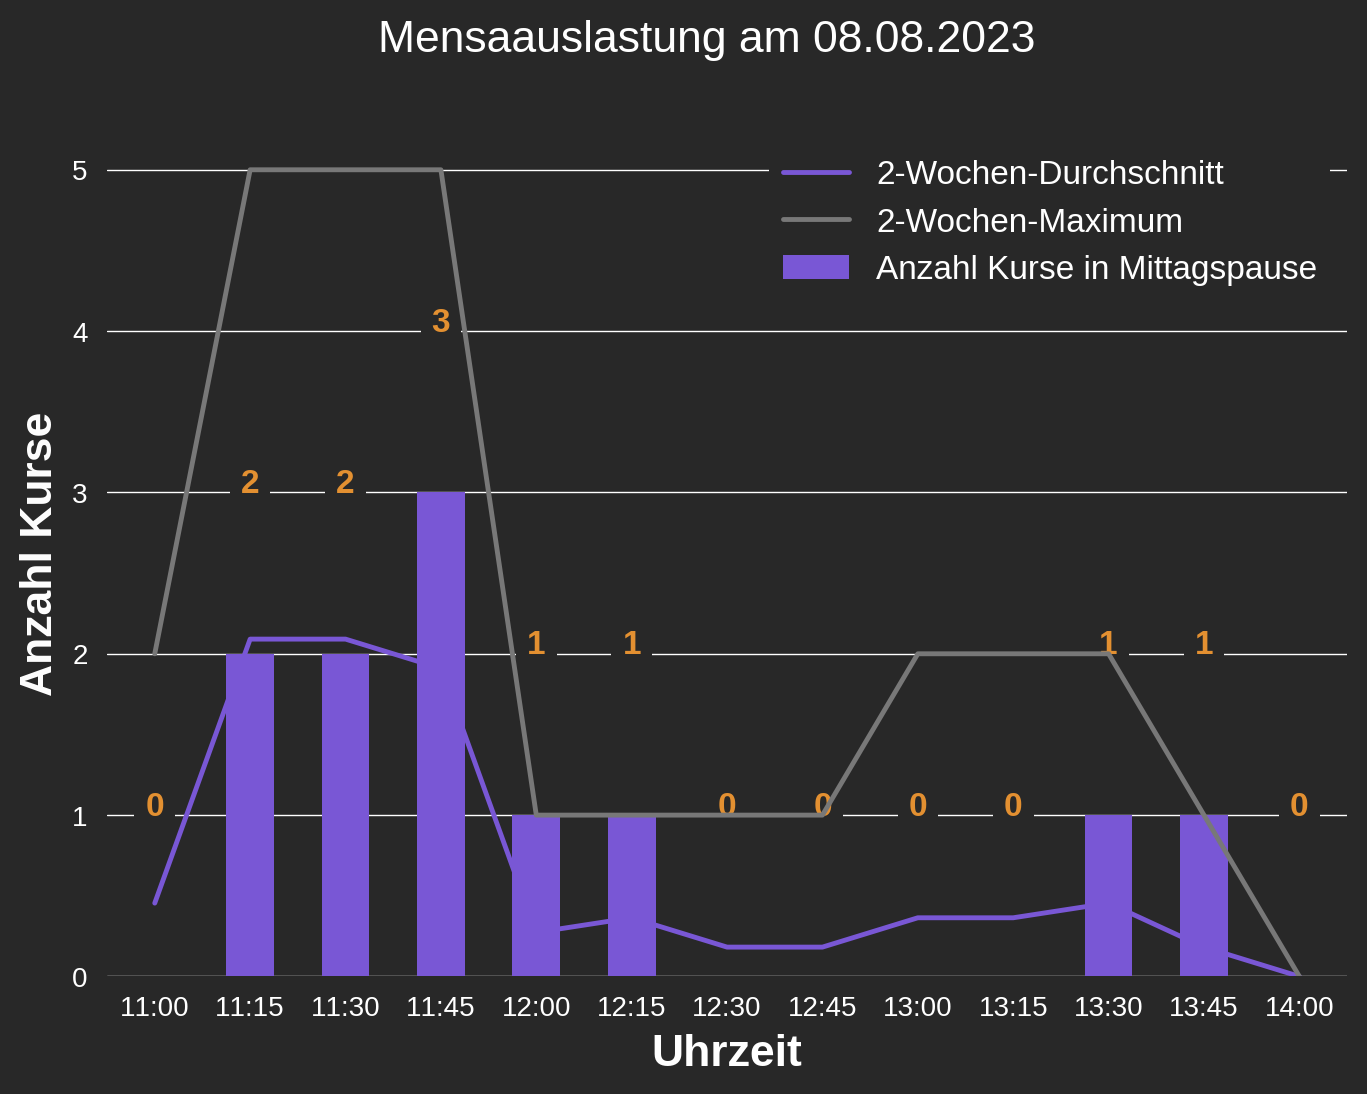 Mensaauslastung am 08.08.2023
2-Wochen-Durchschnitt
2-Wochen-Maximum
Anzahl Kurse in Mittagspause
Anzahl Kurse
5
4
3
2
1
0
3
2 2
1 1 1 1
0 0 0 0 0 0
11:00 11:15 11:30 11:45 12:00 12:15 12:30 12:45 13:00 13:15 13:30 13:45 14:00
Uhrzeit